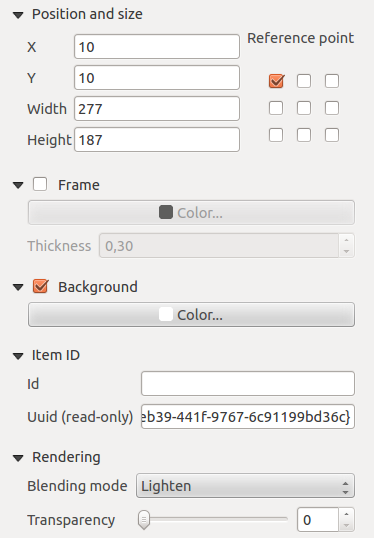 Position and size
Reference point
X 10
Y 10
Width 277
Height 187
Frame
Color...
Thickness 0,30
Background
Color...
Item ID
Id
Uuid (read-only) eb39-441f-9767-6c91199bd36c}
Rendering
Blending mode Lighten
Transparency 0